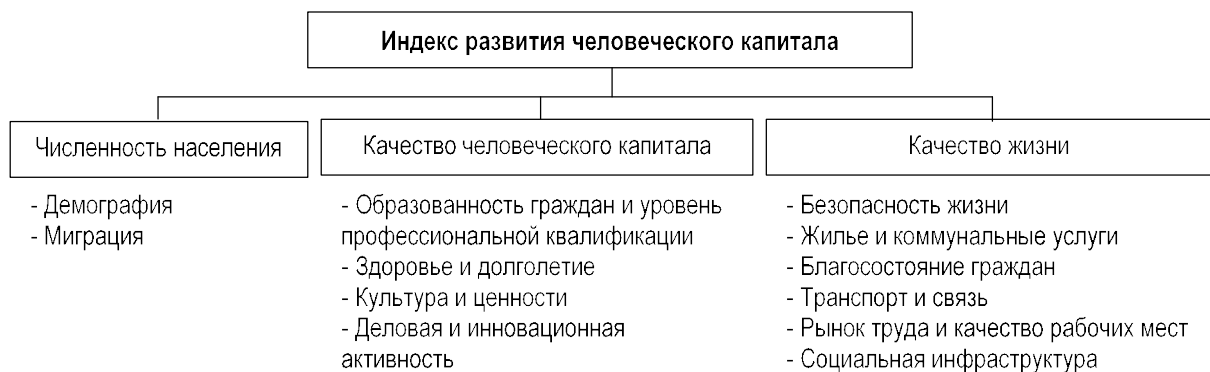 Индекс развития человеческого капитала
Численность населения
- Демография
- Миграция
Качество человеческого капитала
- Образованность граждан и уровень
профессиональной квалификации
- Здоровье и долголетие
- Культура и ценности
- Деловая и инновационная
активность
Качество жизни
- Безопасность жизни
- Жилье и коммунальные услуги
- Благосостояние граждан
- Транспорт и связь
- Рынок труда и качество рабочих мест
- Социальная инфраструктура